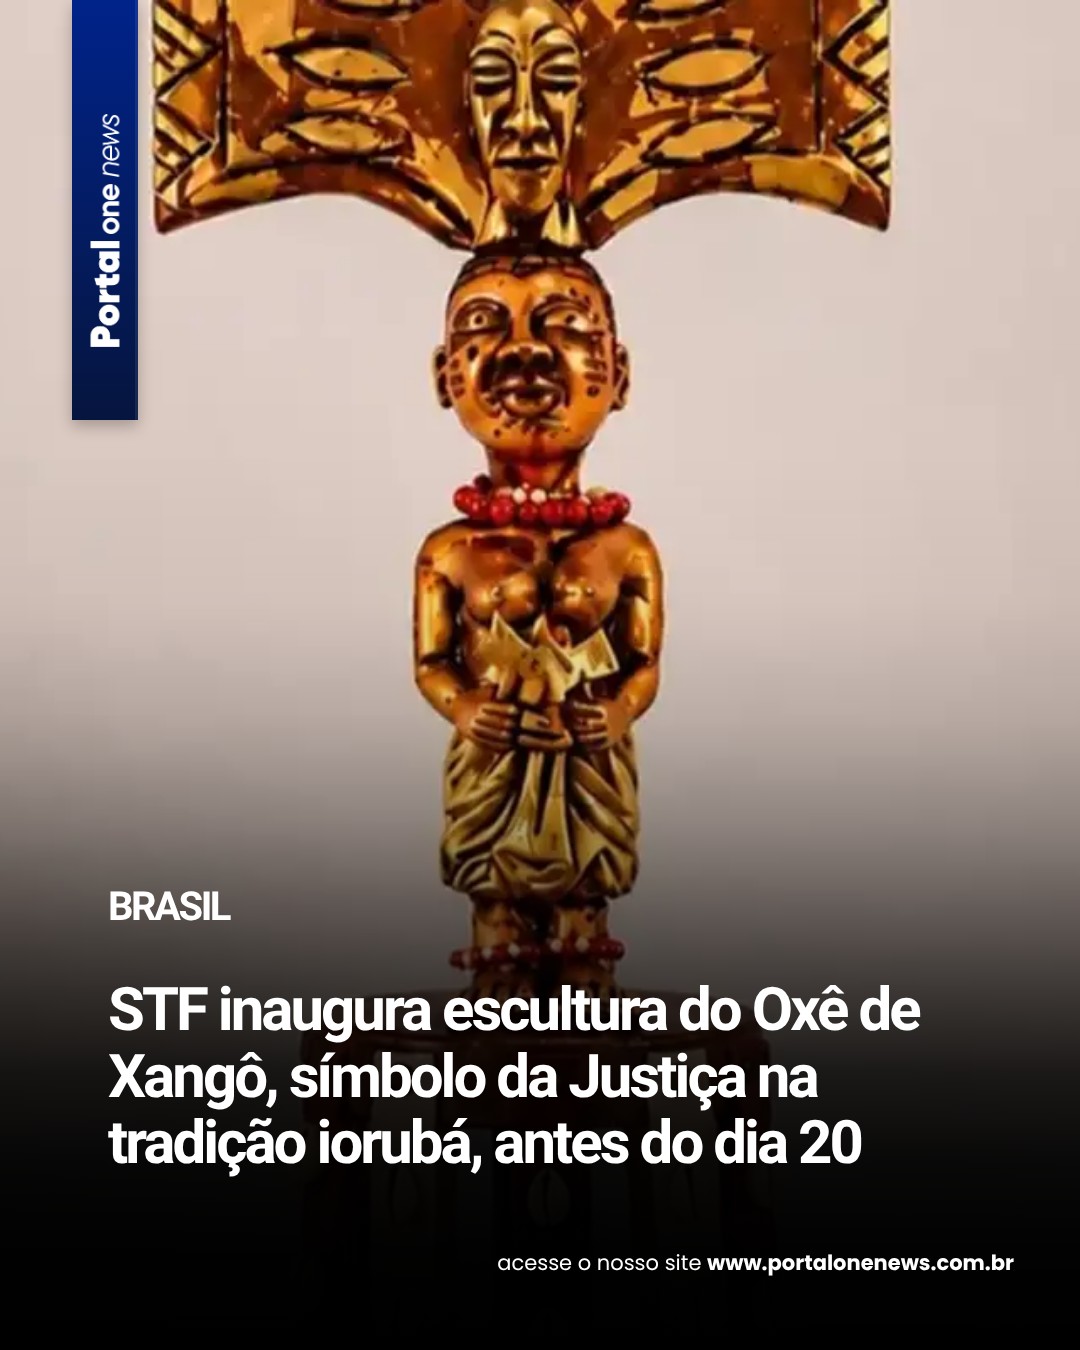 Portal one news
BRASIL
STF inaugura escultura do Oxê de
Xangô, símbolo da Justiça na
tradição iorubá, antes do dia 20
acesse o nosso site www.portalonenews.com.br